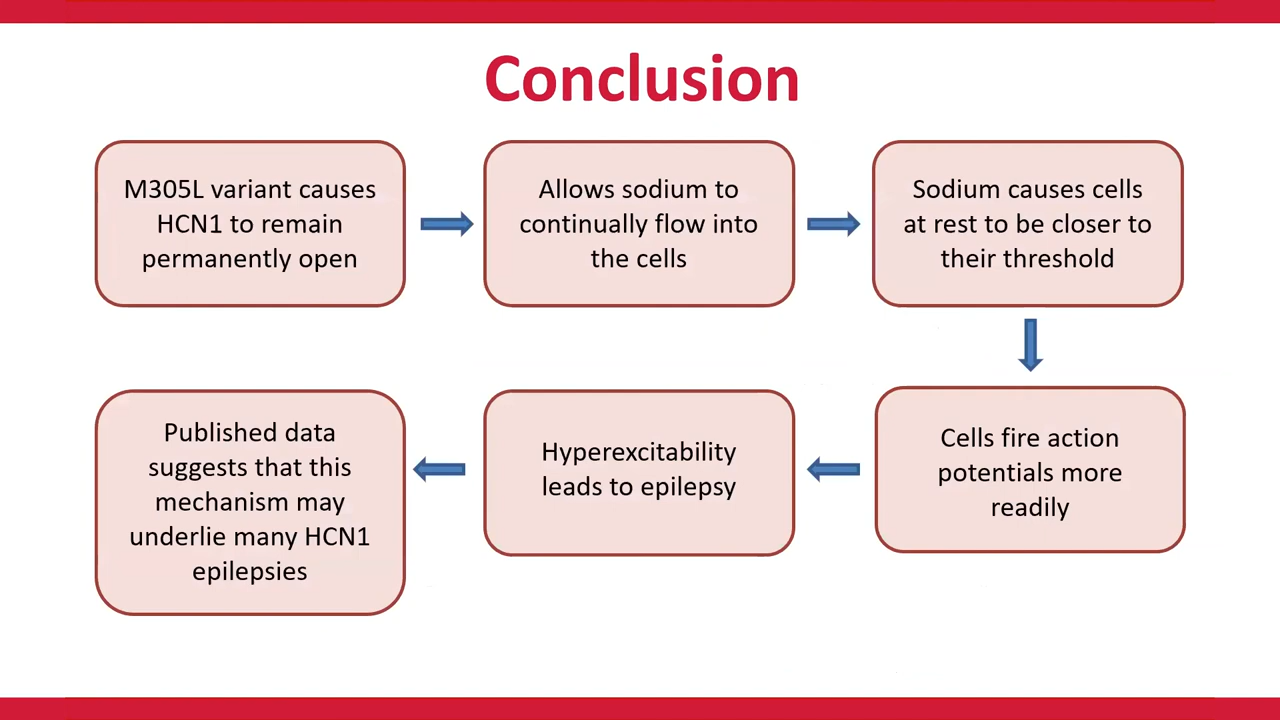 Conclusion
M305L variant causes
HCN1 to remain
permanently open
Allows sodium to
continually flow into
the cells
Sodium causes cells
at rest to be closer to
their threshold
Cells fire action
potentials more
readily
Hyperexcitability
leads to epilepsy
Published data
suggests that this
mechanism may
underlie many HCN1
epilepsies